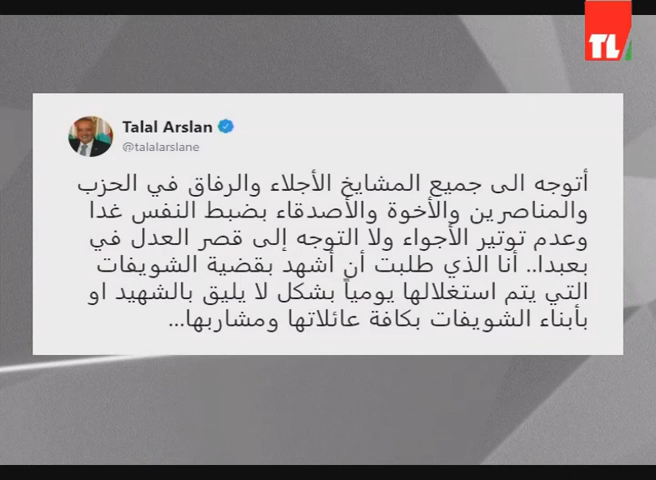 TL
Talal Arslan
@talalarslane
أتوجه الى جميع المشايخ الأجلاء والرفاق في الحزب
والمناصرين والأخوة والأصدقاء بضبط النفس غدا
وعدم توتير الأجواء ولا التوجه إلى قصر العدل في
بعبدا.. أنا الذي طلبت أن أشهد بقضية الشويفات
التي يتم استغلالها يومياً بشكل لا يليق بالشهيد او
بأبناء الشويفات بكافة عائلاتها ومشاربها...